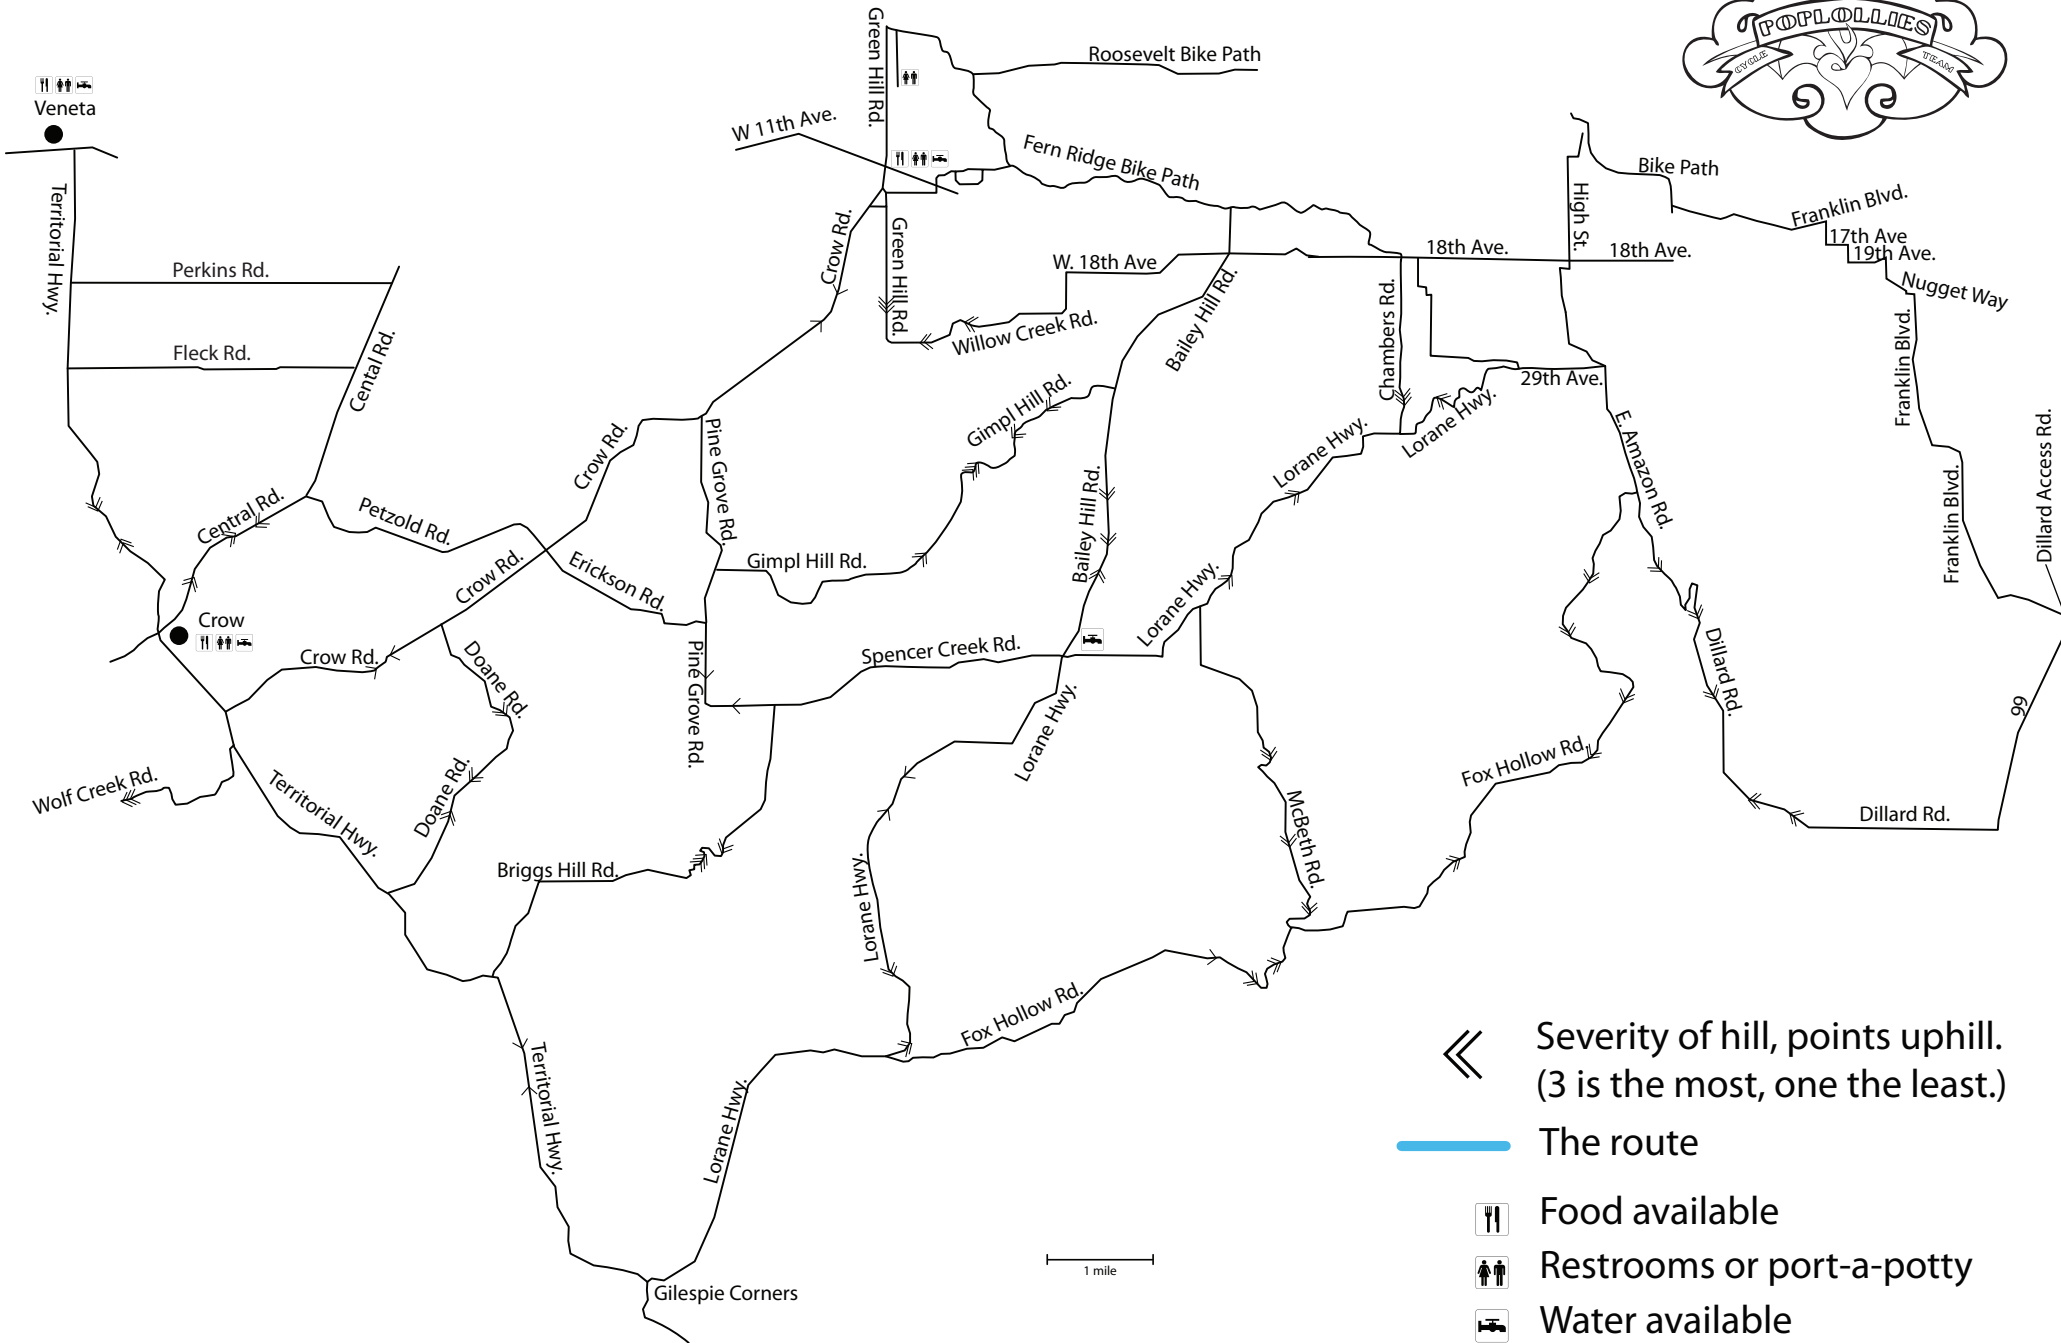 POPLOLLIES
CYCLE
TEAM
Green Hill Rd.
Roosevelt Bike Path
Veneta
W 11th Ave.
Fern Ridge Bike Path
Bike Path
Territorial Hwy.
High St.
Franklin Blvd.
17th Ave
19th Ave.
Crow Rd.
Green Hill Rd.
18th Ave.
18th Ave.
W. 18th Ave
Perkins Rd.
Nugget Way
Bailey Hill Rd.
Chambers Rd.
Willow Creek Rd.
Franklin Blvd.
Fleck Rd.
Cental Rd.
29th Ave.
Gimpl Hill Rd.
Lorane Hwy.
Lorane Hwy.
E. Amazon Rd.
Dillard Access Rd.
Crow Rd.
Pine Grove Rd.
Central Rd.
Petzold Rd.
Bailey Hill Rd.
Franklin Blvd.
Gimpl Hill Rd.
Erickson Rd.
Crow Rd.
Lorane Hwy.
Crow
Crow Rd.
Doane Rd.
Pine Grove Rd.
Spencer Creek Rd.
Dillard Rd.
99
Lorane Hwy.
Fox Hollow Rd.
Wolf Creek Rd.
Territorial Hwy.
Doane Rd.
McBeth Rd.
Dillard Rd.
Briggs Hill Rd.
Lorane Hwy.
Fox Hollow Rd.
Territorial Hwy.
Lorane Hwy.
Severity of hill, points uphill.
(3 is the most, one the least.)
The route
Food available
Restrooms or port-a-potty
Water available
1 mile
Gilespie Corners